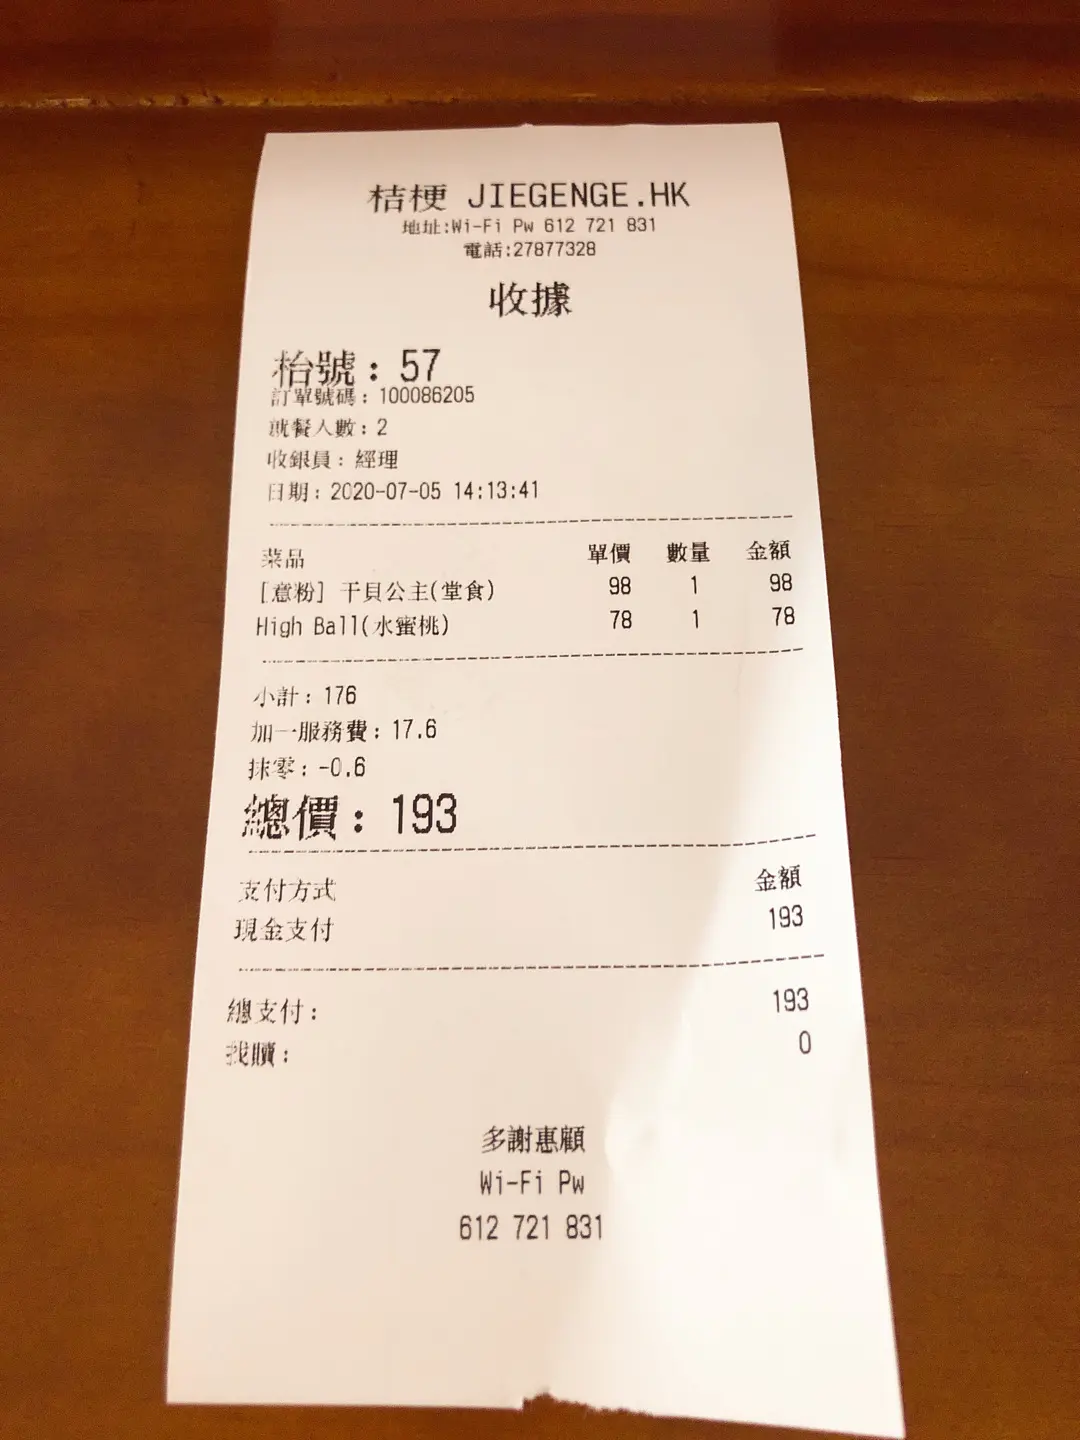 桔梗 JIEGENGE.HK
地址:Wi-Fi Pw 612 721 831
電話:27877328
收據
枱號: 57
訂單號碼: 100086205
就餐人數: 2
收銀員: 經理
日期: 2020-07-05 14:13:41
菜品 單價 數量 金額
[意粉] 干貝公主(堂食) 98 1 98
High Ball(水蜜桃) 78 1 78
小計: 176
加一服務費: 17.6
抹零: -0.6
總價: 193
支付方式 金額
現金支付 193
總支付: 193
找贖: 0
多謝惠顧
Wi-Fi Pw
612 721 831